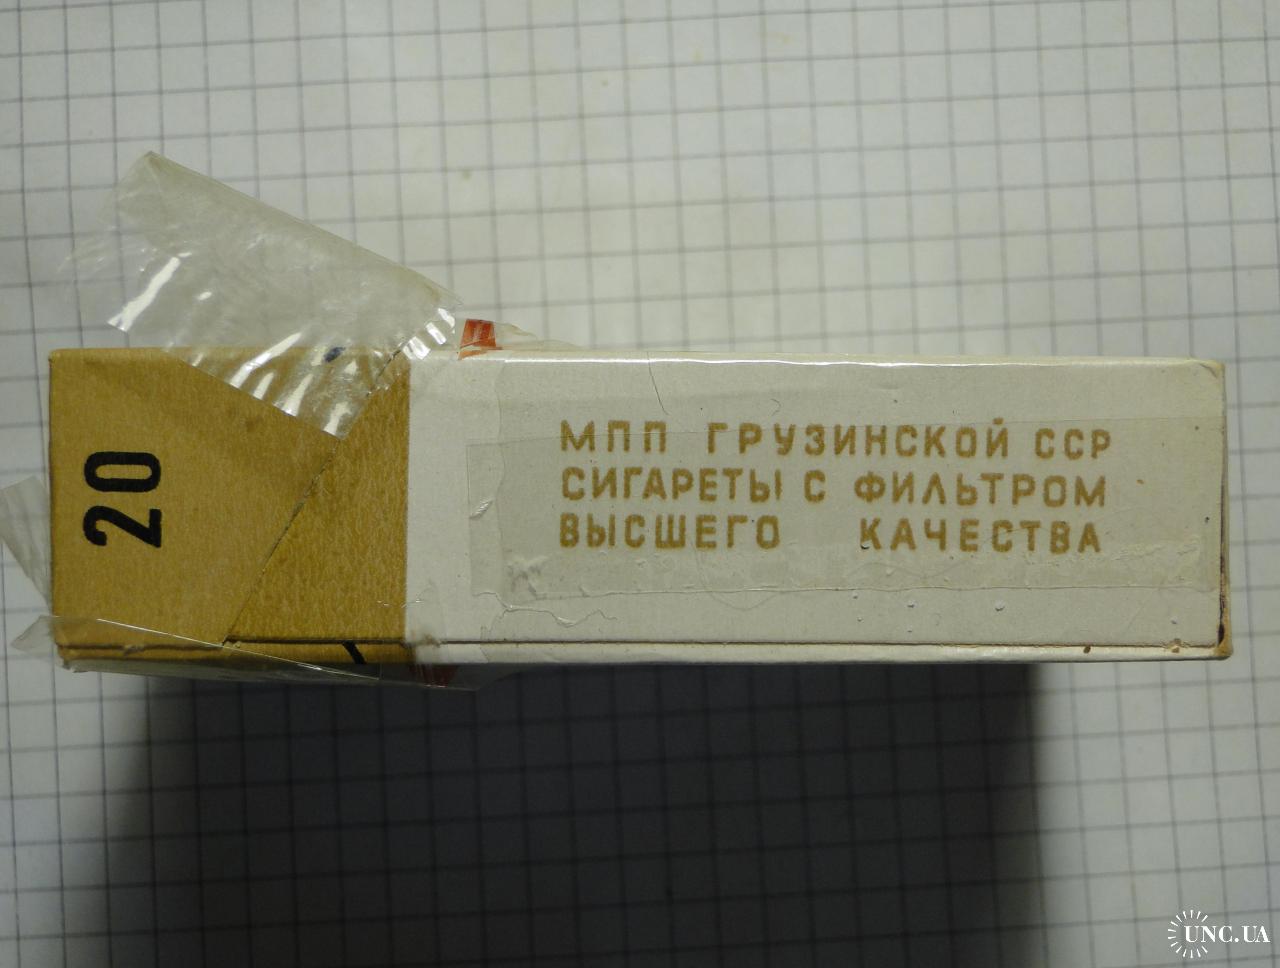 20
МПП ГРУЗИНСКОЙ ССР
СИГАРЕТЫ С ФИЛЬТРОМ
ВЫСШЕГО КАЧЕСТВА
UNC.UA